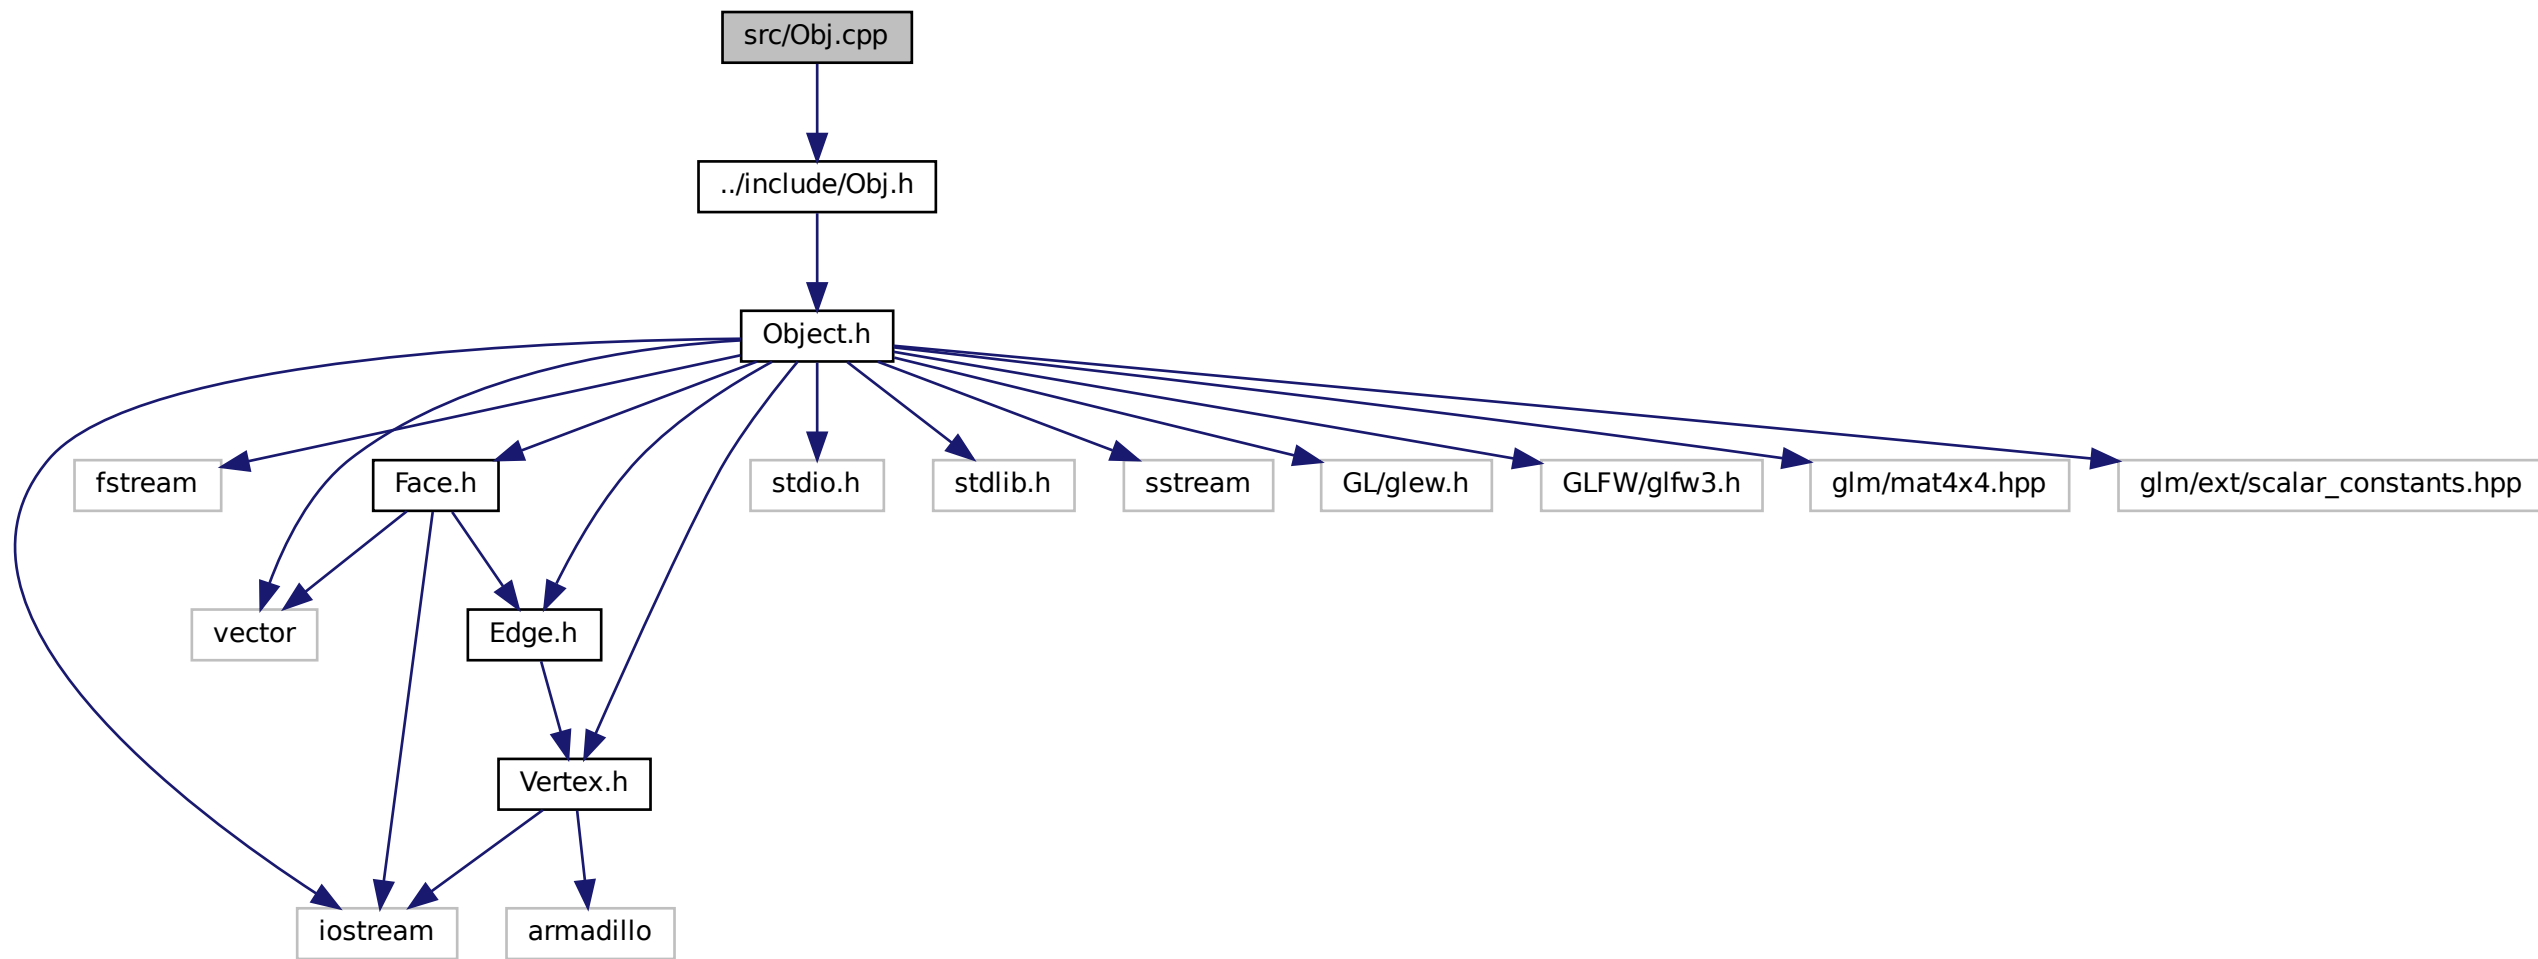 src/Obj.cpp
../include/Obj.h
Object.h
fstream
Face.h
stdio.h
stdlib.h
sstream
GL/glew.h
GLFW/glfw3.h
glm/mat4x4.hpp
glm/ext/scalar_constants.hpp
vector
Edge.h
Vertex.h
iostream
armadillo